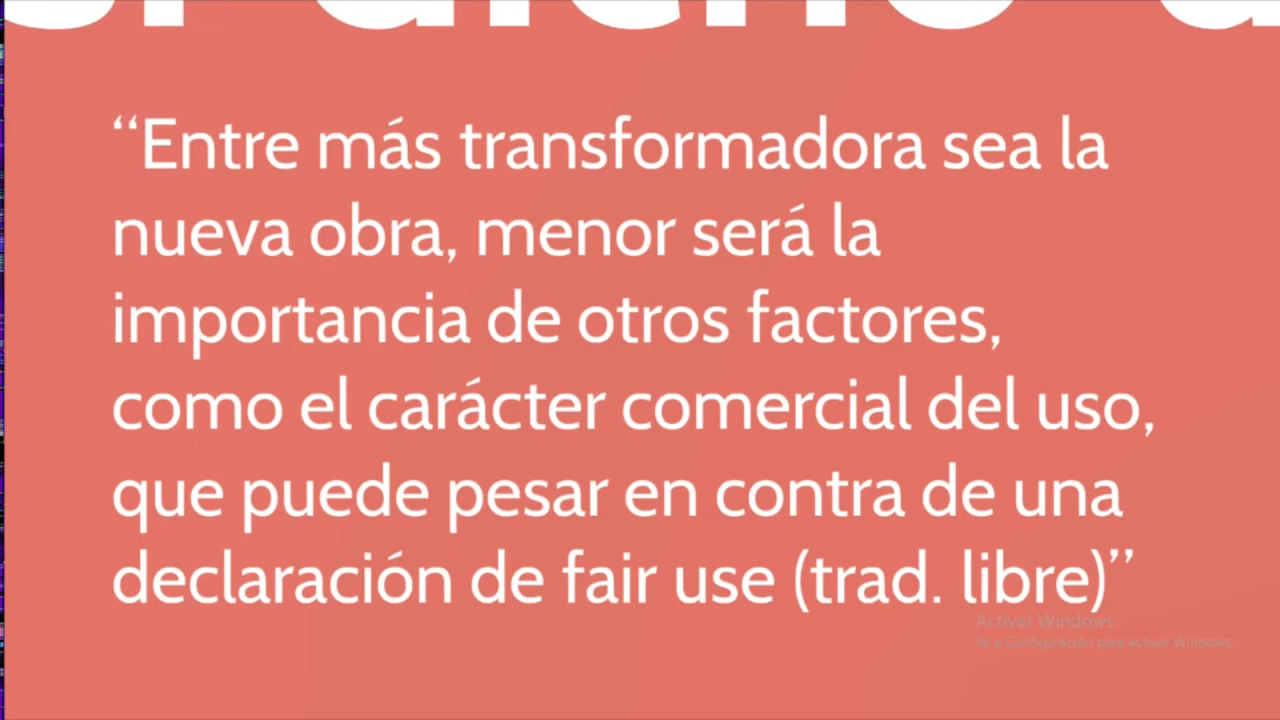 “Entre más transformadora sea la
nueva obra, menor será la
importancia de otros factores,
como el carácter comercial del uso,
que puede pesar en contra de una
declaración de fair use (trad. libre)”
Activar Windows
Ve a Configuración para activar Windows.